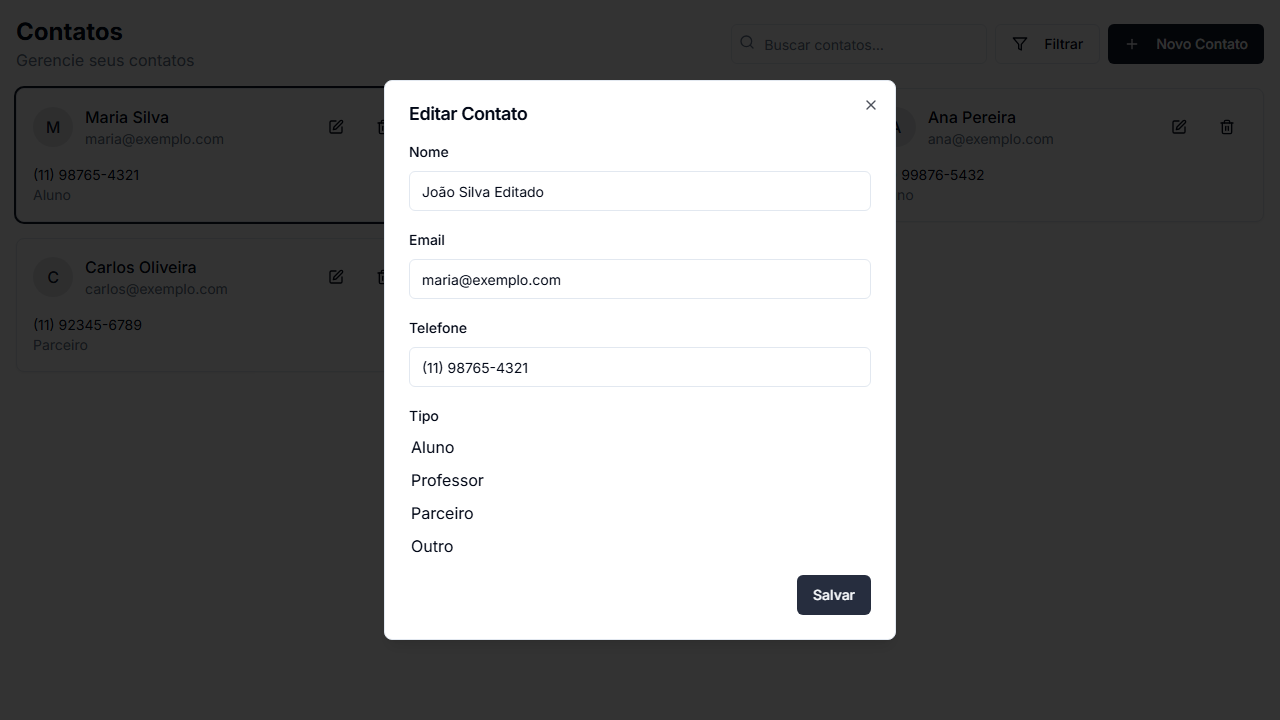 Contatos
Gerencie seus contatos
Buscar contatos...
Filtrar
Novo Contato
M
Maria Silva
maria@exemplo.com
(11) 98765-4321
Aluno
A
Ana Pereira
ana@exemplo.com
99876-5432
no
C
Carlos Oliveira
carlos@exemplo.com
(11) 92345-6789
Parceiro
Editar Contato
Nome
João Silva Editado
Email
maria@exemplo.com
Telefone
(11) 98765-4321
Tipo
Aluno
Professor
Parceiro
Outro
Salvar